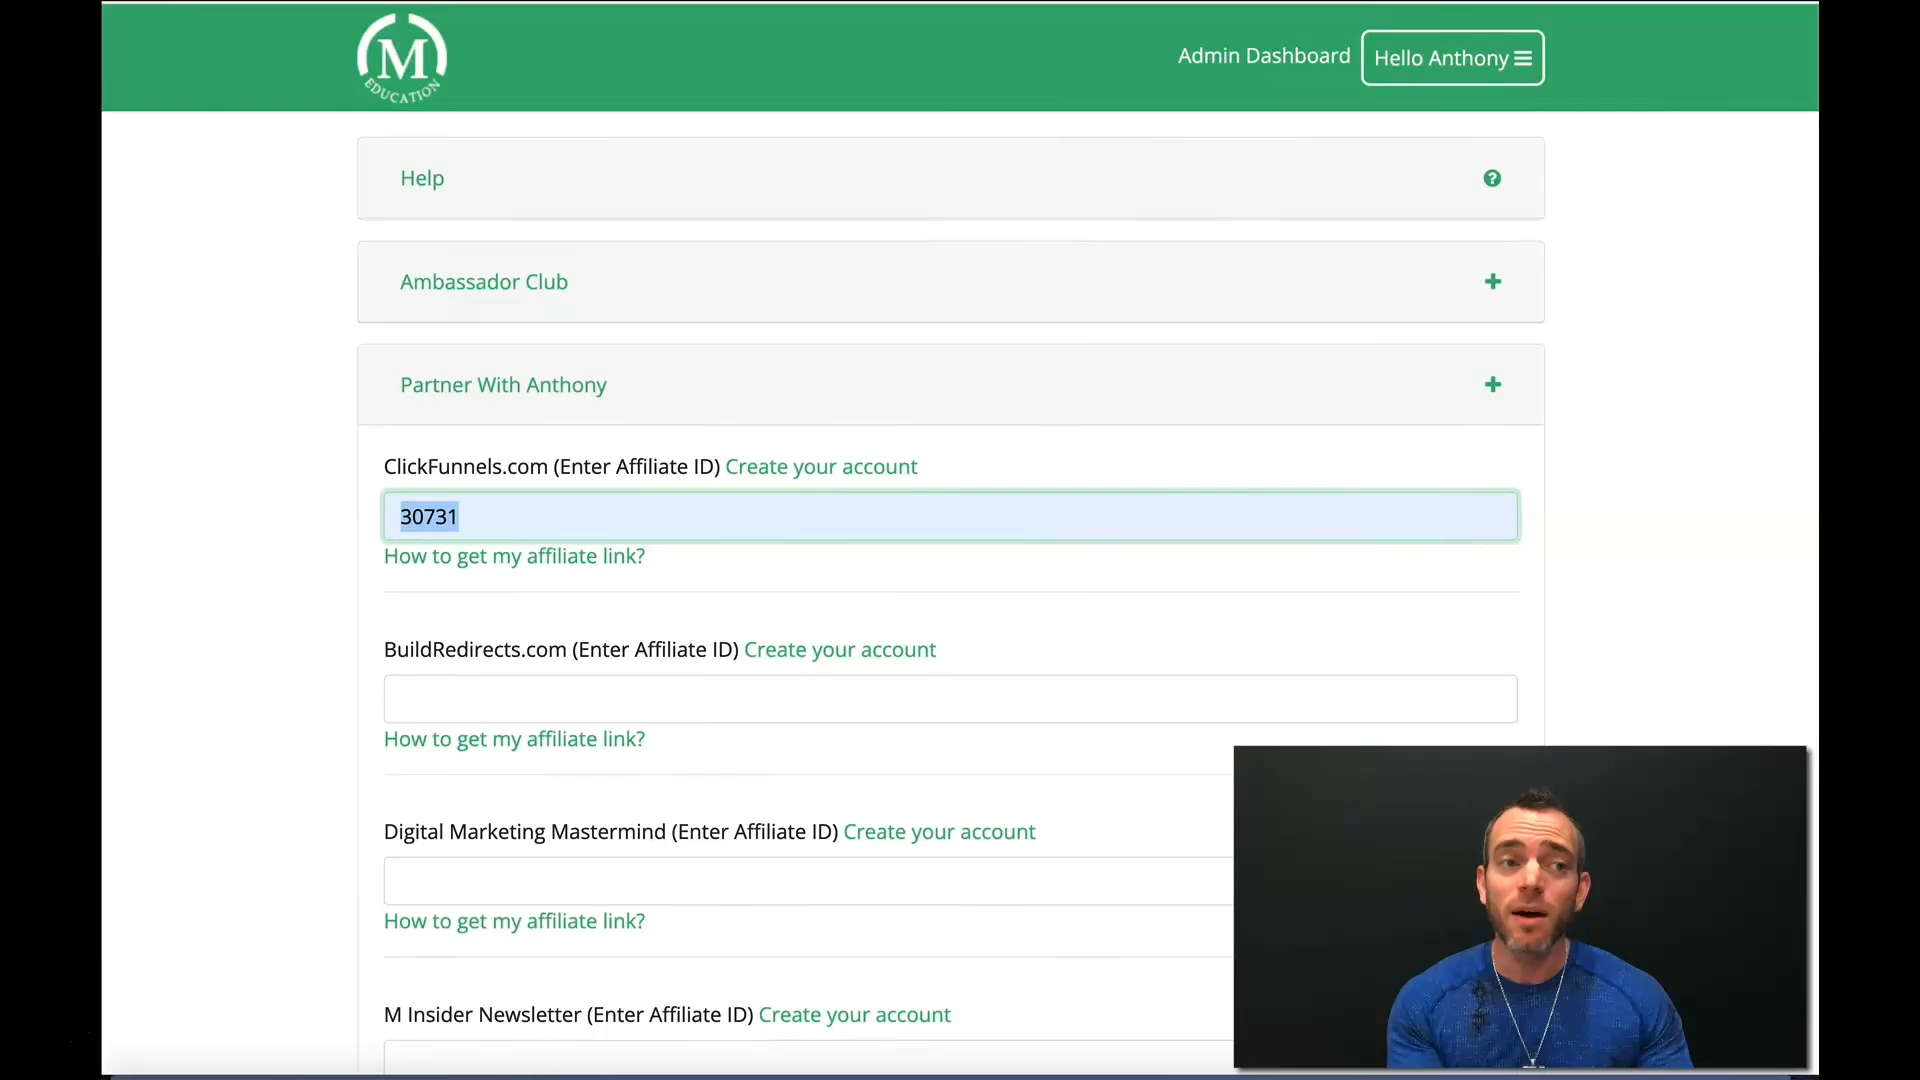 M
EDUCATION
Admin Dashboard
Hello Anthony
Help
Ambassador Club
Partner With Anthony
ClickFunnels.com (Enter Affiliate ID) Create your account
30731
How to get my affiliate link?
BuildRedirects.com (Enter Affiliate ID) Create your account
How to get my affiliate link?
Digital Marketing Mastermind (Enter Affiliate ID) Create your account
How to get my affiliate link?
M Insider Newsletter (Enter Affiliate ID) Create your account